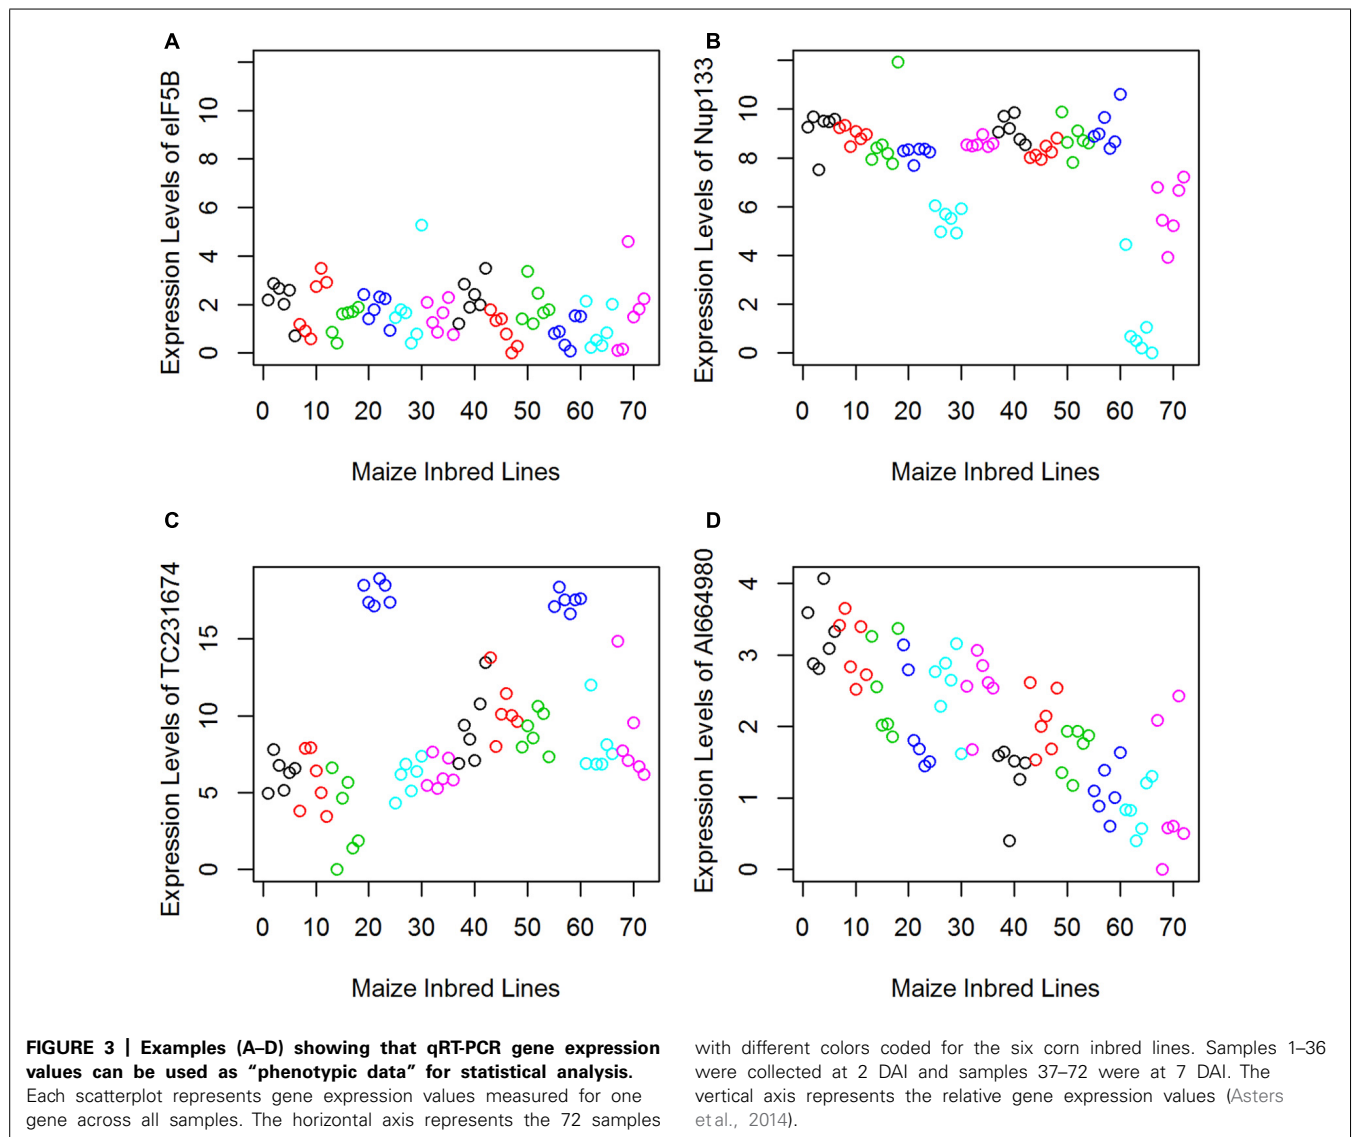 A
Expression Levels of eIF5B
0
2
4
6
8
10
0 10 20 30 40 50 60 70
Maize Inbred Lines
B
Expression Levels of Nup133
0
2
4
6
8
10
0 10 20 30 40 50 60 70
Maize Inbred Lines
C
Expression Levels of TC231674
0
5
10
15
0 10 20 30 40 50 60 70
Maize Inbred Lines
D
Expression Levels of AI664980
0
1
2
3
4
0 10 20 30 40 50 60 70
Maize Inbred Lines
FIGURE 3 | Examples (A–D) showing that qRT-PCR gene expression
values can be used as “phenotypic data” for statistical analysis.
Each scatterplot represents gene expression values measured for one
gene across all samples. The horizontal axis represents the 72 samples
with different colors coded for the six corn inbred lines. Samples 1–36
were collected at 2 DAI and samples 37–72 were at 7 DAI. The
vertical axis represents the relative gene expression values (Asters
et al., 2014).